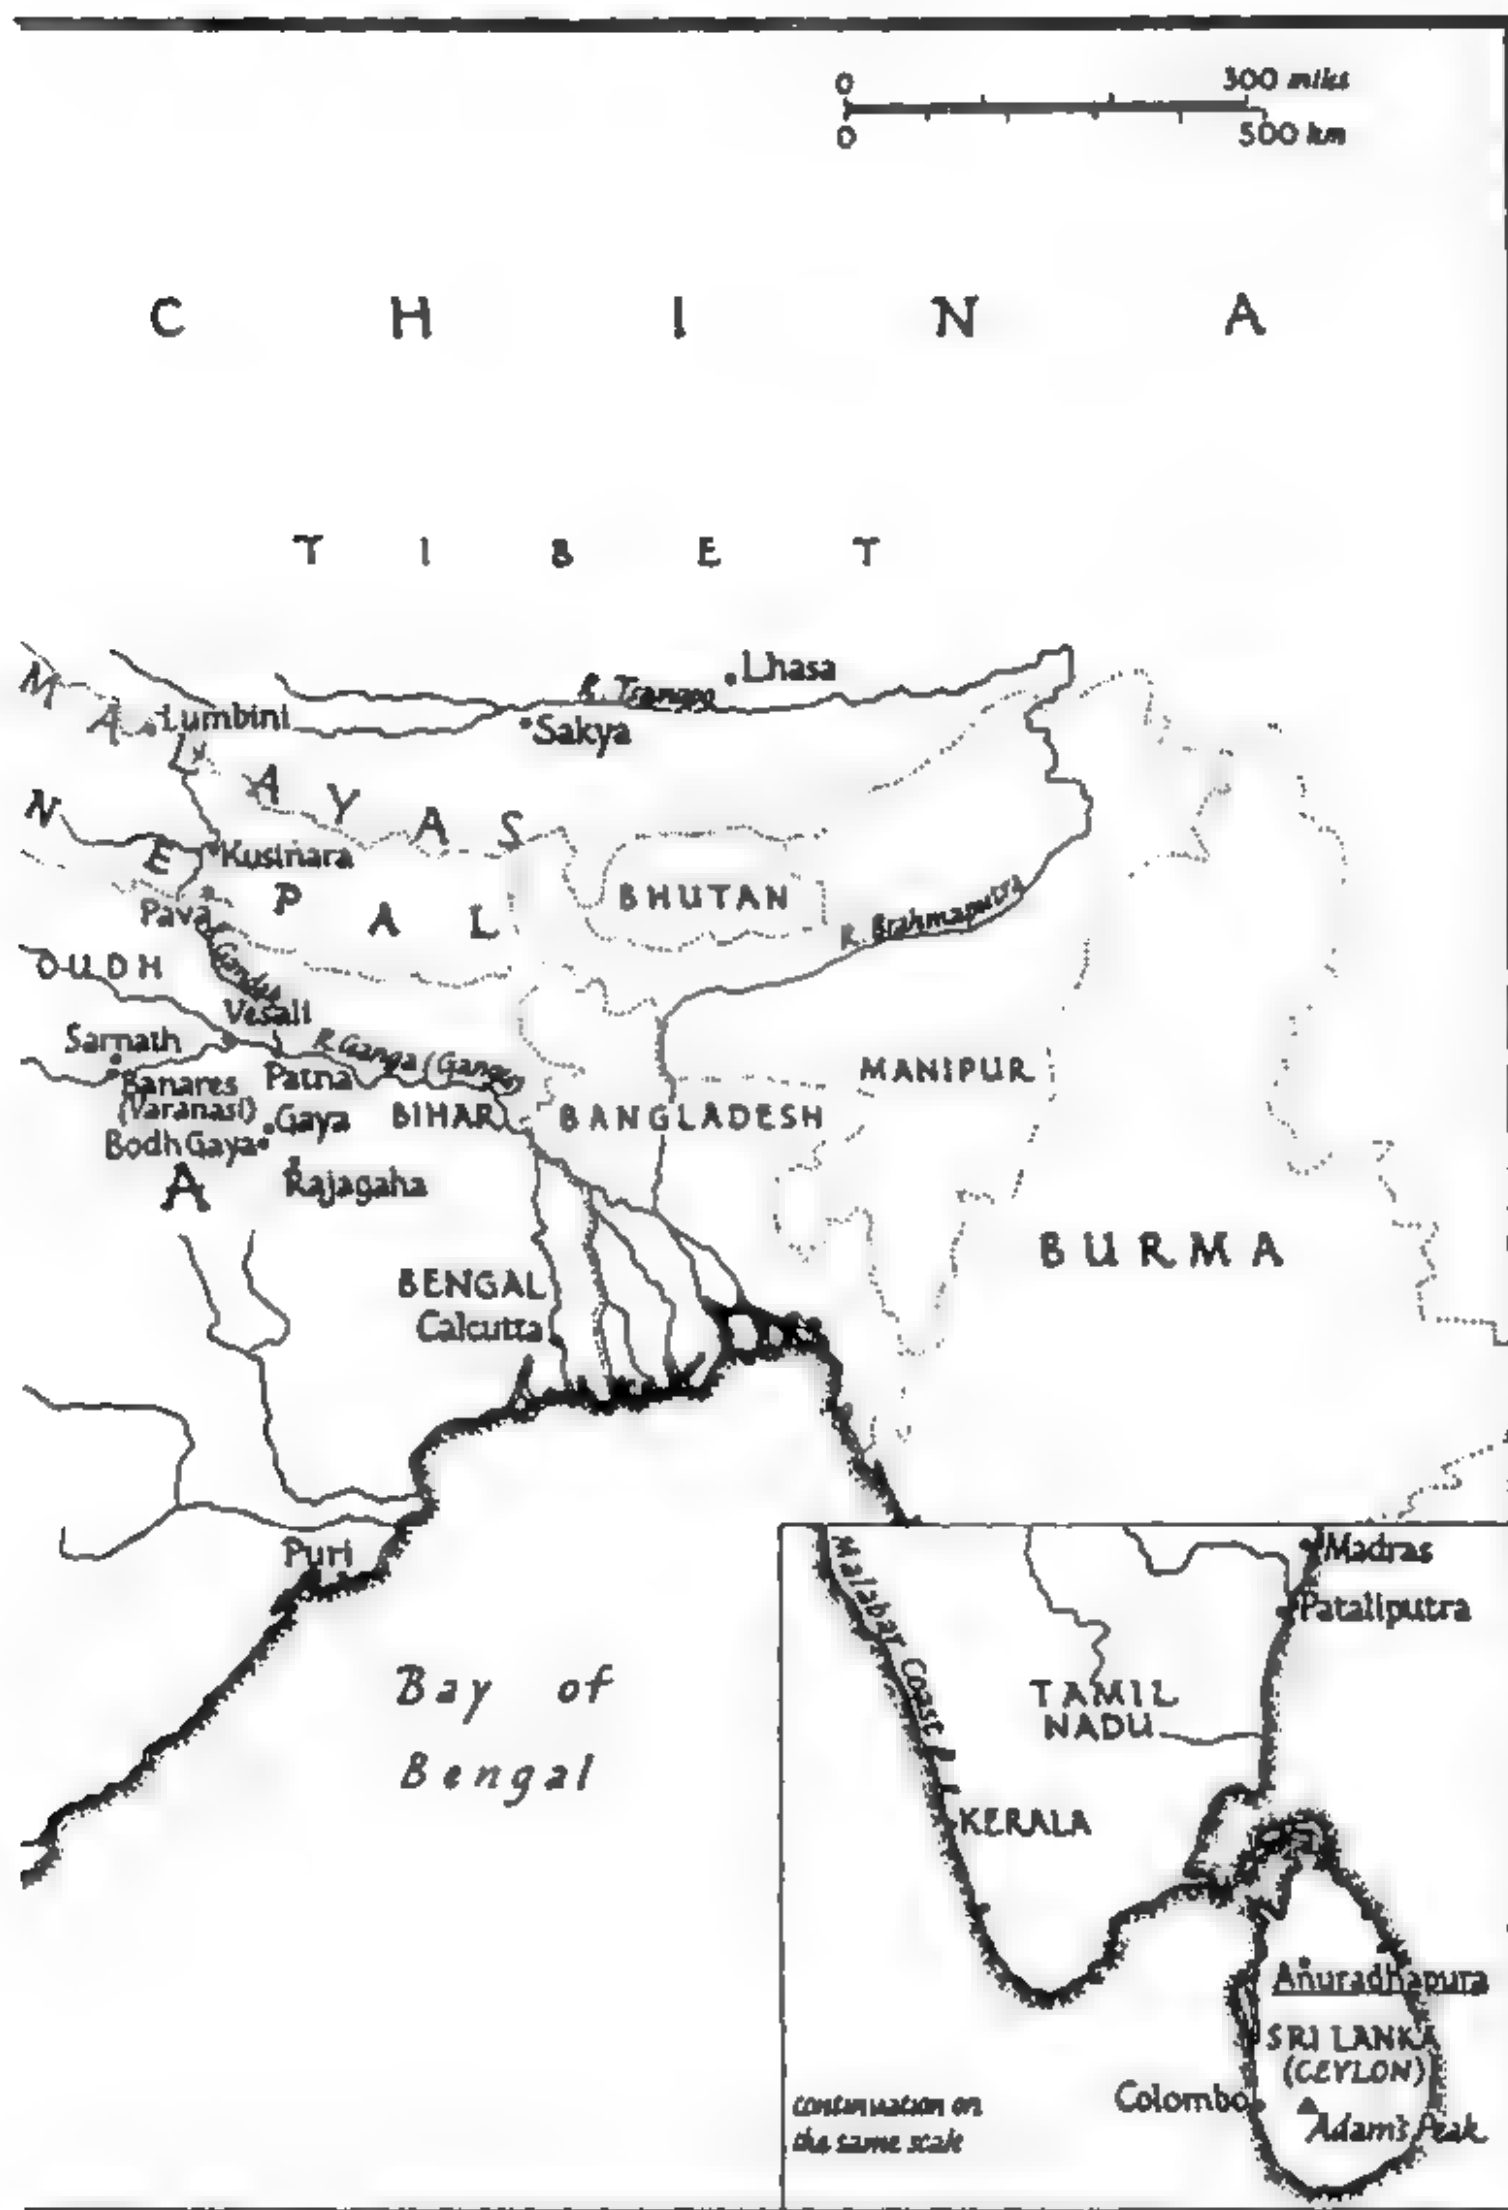 0 300 miles
0 500 km
C H I N A
T I B E T
Lhasa
R. Tsangpo
M A L A Y A S
Lumbini
Sakya
N E P A L
Kusinara
BHUTAN
Pava
R. Brahmaputra
R. Gandak
OUDH
Vesali
Sarnath
R. Ganga (Ganges)
MANIPUR
Banares
(Varanasi)
Patna
Gaya
BIHAR
BANGLADESH
Bodh Gaya
A
Rajagaha
BURMA
BENGAL
Calcutta
Puri
Madras
Malabar Coast
Pataliputra
Bay of
Bengal
TAMIL
NADU
KERALA
Anuradhapura
SRI LANKA
(CEYLON)
Colombo
Adam's Peak
continuation on
the same scale